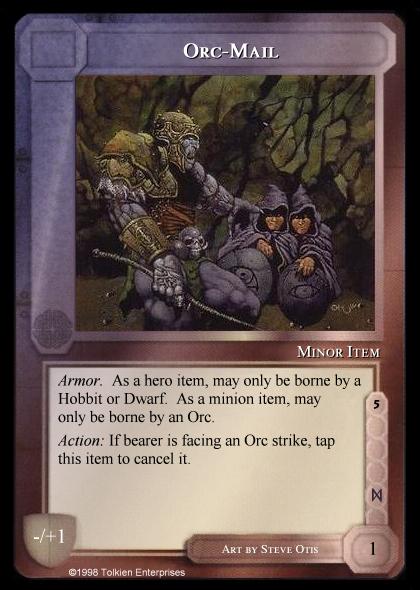 Orc-Mail
Minor Item
Armor. As a hero item, may only be borne by a
Hobbit or Dwarf. As a minion item, may
only be borne by an Orc.
Action: If bearer is facing an Orc strike, tap
this item to cancel it.
5
-/+1
Art by Steve Otis
1
©1998 Tolkien Enterprises